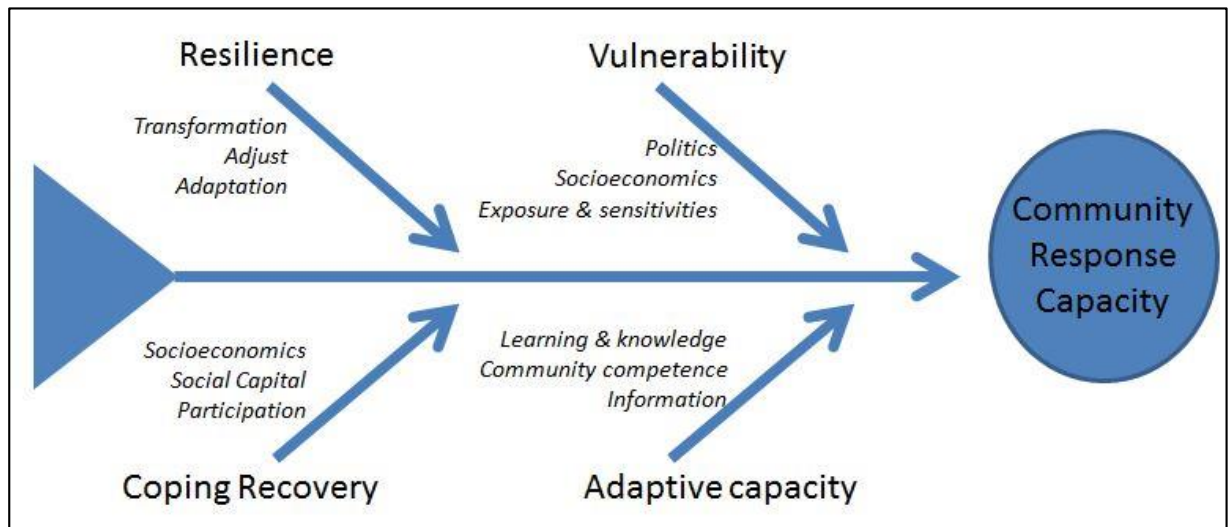 Resilience
Vulnerability
Transformation
Adjust
Adaptation
Politics
Socioeconomics
Exposure & sensitivities
Community
Response
Capacity
Socioeconomics
Social Capital
Participation
Learning & knowledge
Community competence
Information
Coping Recovery
Adaptive capacity